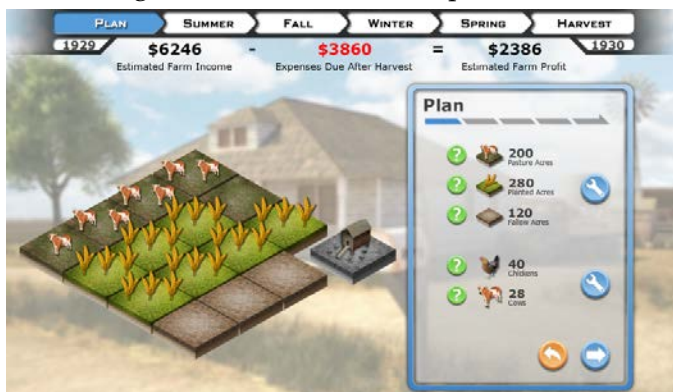 PLAN SUMMER FALL WINTER SPRING HARVEST
1929 $6246 - $3860 = $2386 1930
Estimated Farm Income Expenses Due After Harvest Estimated Farm Profit
Plan
? 200
Pasture Acres
? 280
Planted Acres
? 120
Fallow Acres
? 40
Chickens
? 28
Cows